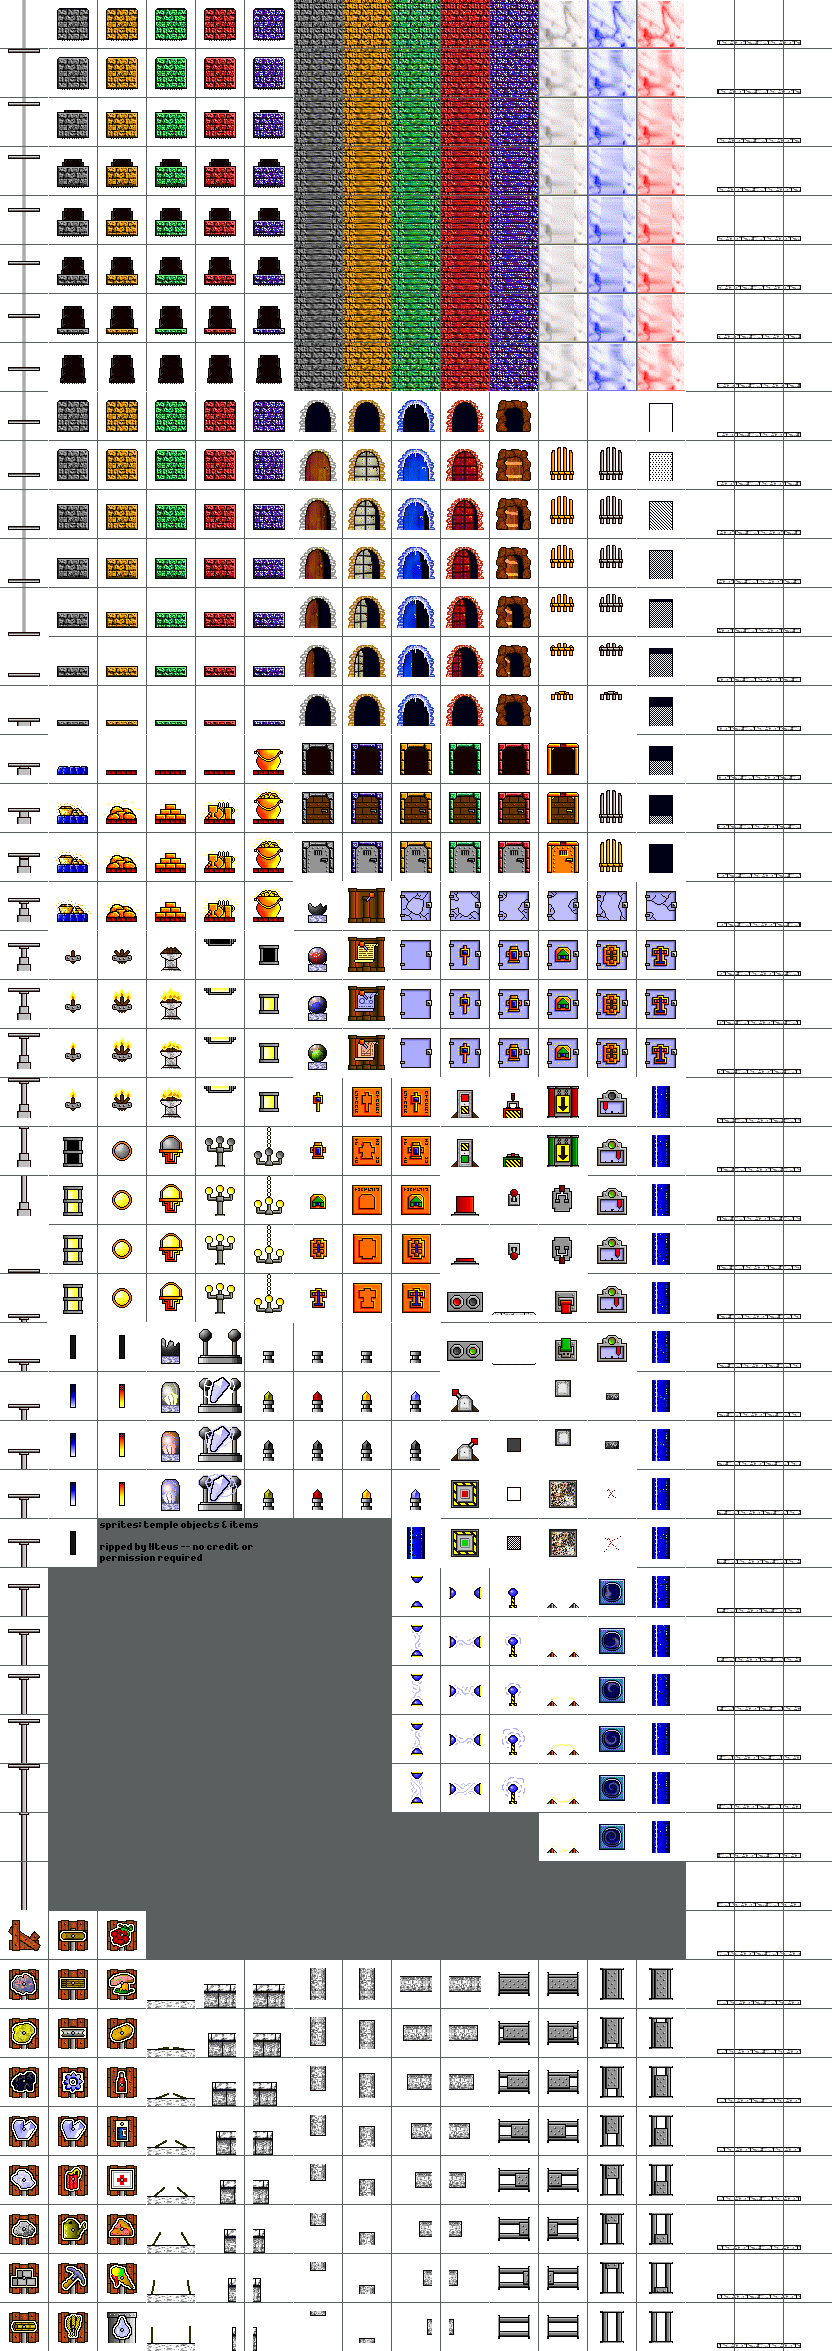 sprites: temple objects & items
ripped by Hteus -- no credit or
permission required